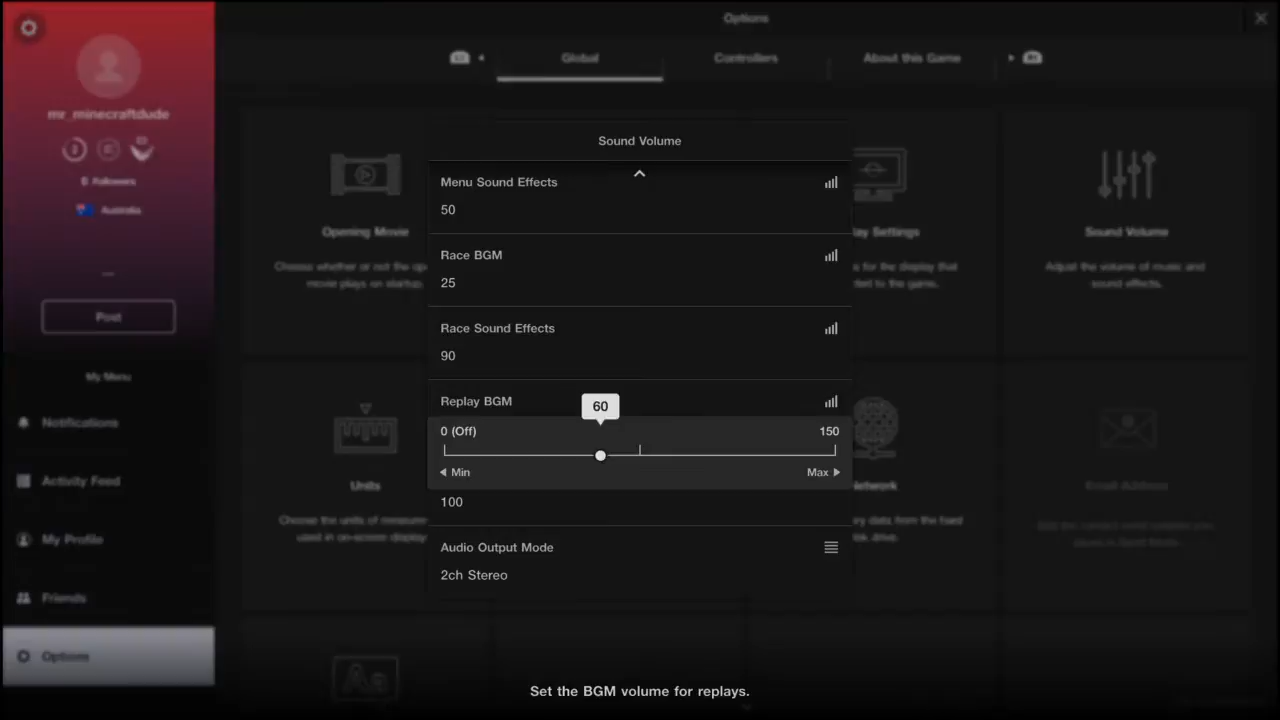 Options
Global
Controllers
About this Game
mr_minecraftdude
0 Followers
Australia
Post
My Menu
Notifications
Activity Feed
My Profile
Friends
Options
Opening Movie
Sound Volume
Adjust the volume of music and
sound effects.
Units
Email Address
Sound Volume
Menu Sound Effects
50
Race BGM
25
Race Sound Effects
90
Replay BGM
60
0 (Off)
150
Min
Max
100
Audio Output Mode
2ch Stereo
Set the BGM volume for replays.